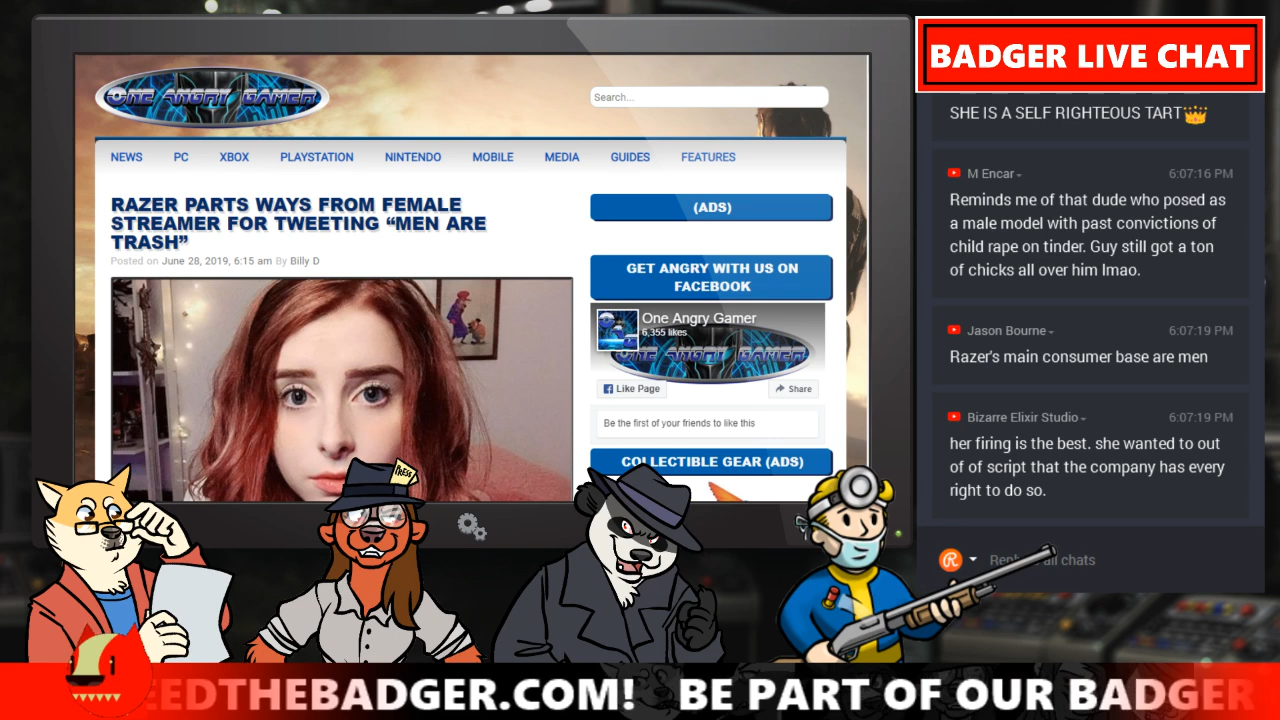 ONE ANGRY GAMER
Search...
NEWS PC XBOX PLAYSTATION NINTENDO MOBILE MEDIA GUIDES FEATURES
RAZER PARTS WAYS FROM FEMALE
STREAMER FOR TWEETING “MEN ARE
TRASH”
Posted on June 28, 2019, 6:15 am By Billy D
(ADS)
GET ANGRY WITH US ON
FACEBOOK
One Angry Gamer
6,355 likes
ONE ANGRY GAMER
Like Page
Share
Be the first of your friends to like this
COLLECTIBLE GEAR (ADS)
PRESS
BADGER LIVE CHAT
SHE IS A SELF RIGHTEOUS TART
M Encar 6:07:16 PM
Reminds me of that dude who posed as
a male model with past convictions of
child rape on tinder. Guy still got a ton
of chicks all over him lmao.
Jason Bourne 6:07:19 PM
Razer's main consumer base are men
Bizarre Elixir Studio 6:07:19 PM
her firing is the best. she wanted to out
of of script that the company has every
right to do so.
all chats
EEDTHEBADGER.COM! BE PART OF OUR BADGER